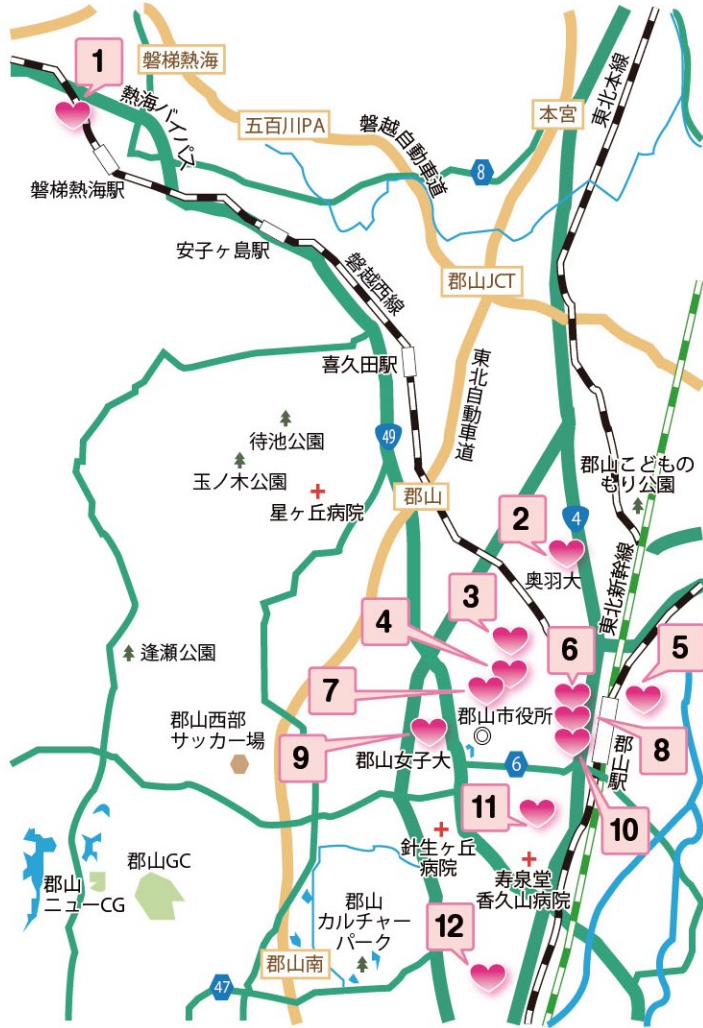 1
磐梯熱海
熱海バイパス
五百川PA
磐越自動車道
本宮
東北本線
8
磐梯熱海駅
安子ヶ島駅
磐越西線
郡山JCT
喜久田駅
東北自動車道
待池公園
49
玉ノ木公園
星ヶ丘病院
郡山
郡山こどもの
もり公園
2
4
奥羽大
東北新幹線
3
4
6
5
逢瀬公園
7
郡山西部
サッカー場
郡山市役所
9
郡山女子大
8
郡山駅
6
10
11
針生ヶ丘
病院
寿泉堂
香久山病院
郡山
ニューCG
郡山GC
郡山
カルチャー
パーク
12
郡山南
47